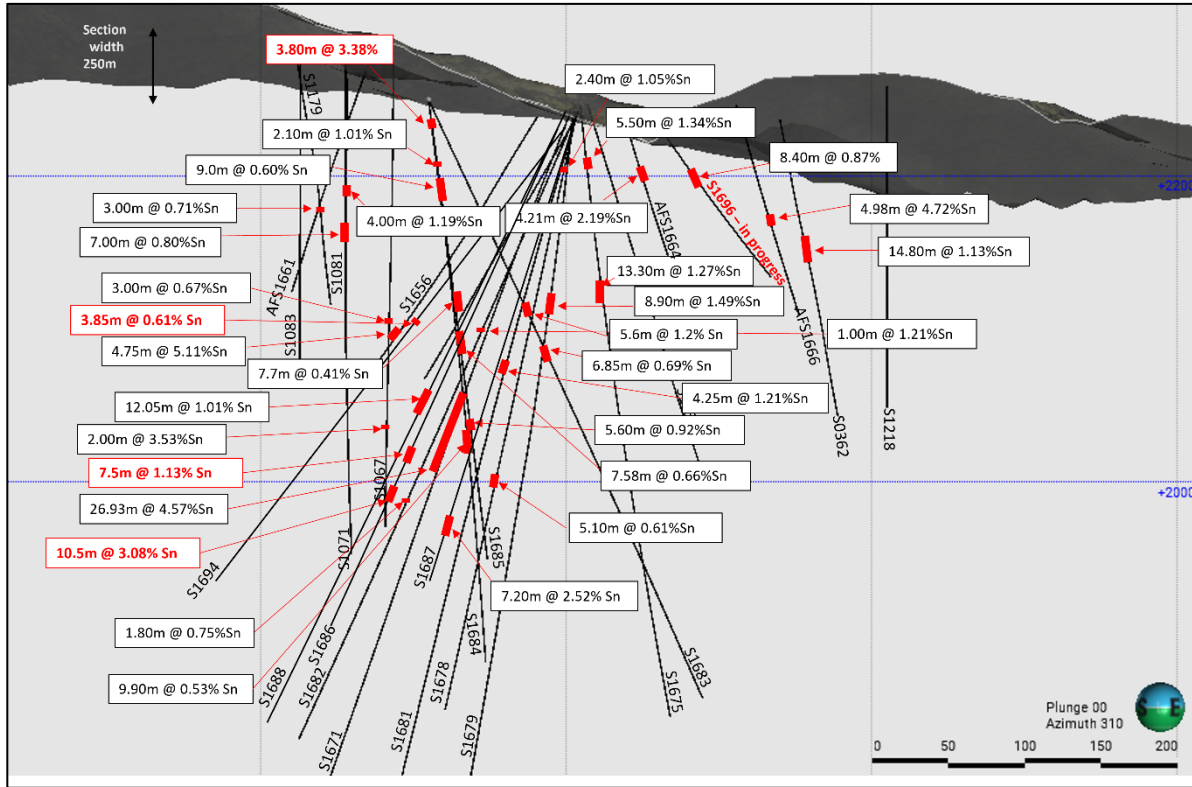 Section
width
250m
3.80m @ 3.38%
2.40m @ 1.05%Sn
5.50m @ 1.34%Sn
S1179
2.10m @ 1.01% Sn
8.40m @ 0.87%
9.0m @ 0.60% Sn
+2200
3.00m @ 0.71%Sn
4.00m @ 1.19%Sn
4.21m @ 2.19%Sn
AFS1664
S1696 – in progress
4.98m @ 4.72%Sn
7.00m @ 0.80%Sn
14.80m @ 1.13%Sn
AFS1661
S1081
13.30m @ 1.27%Sn
3.00m @ 0.67%Sn
S1656
8.90m @ 1.49%Sn
3.85m @ 0.61% Sn
S1083
5.6m @ 1.2% Sn
1.00m @ 1.21%Sn
AFS1666
4.75m @ 5.11%Sn
7.7m @ 0.41% Sn
6.85m @ 0.69% Sn
4.25m @ 1.21%Sn
12.05m @ 1.01% Sn
S0362
S1218
2.00m @ 3.53%Sn
5.60m @ 0.92%Sn
7.5m @ 1.13% Sn
S1067
7.58m @ 0.66%Sn
+2000
26.93m @ 4.57%Sn
5.10m @ 0.61%Sn
10.5m @ 3.08% Sn
S1071
S1694
S1687
S1685
7.20m @ 2.52% Sn
1.80m @ 0.75%Sn
S1686
S1684
9.90m @ 0.53% Sn
S1688
S1682
S1678
S1683
S1675
S1671
S1681
S1679
Plunge 00
Azimuth 310
S E
0 50 100 150 200